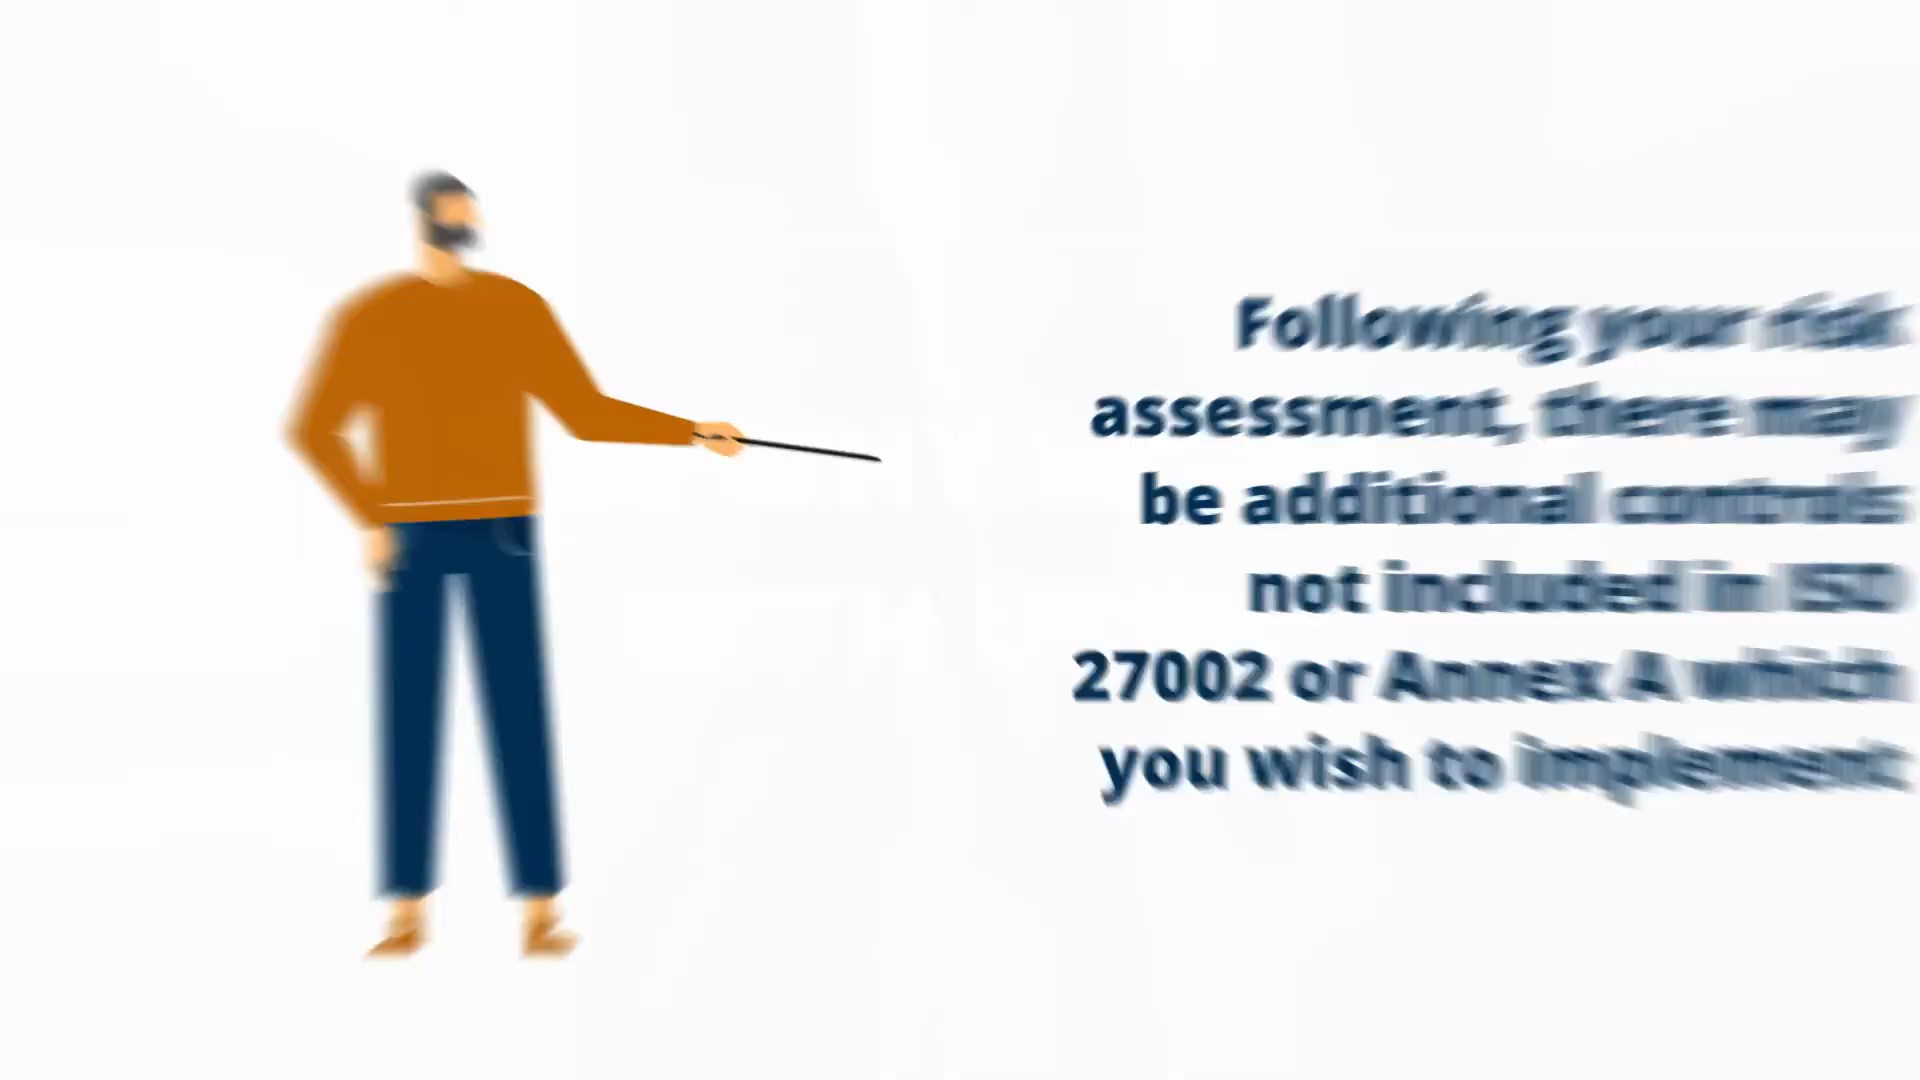 Following your risk
assessment, there may
be additional controls
not included in ISO
27002 or Annex A which
you wish to implement